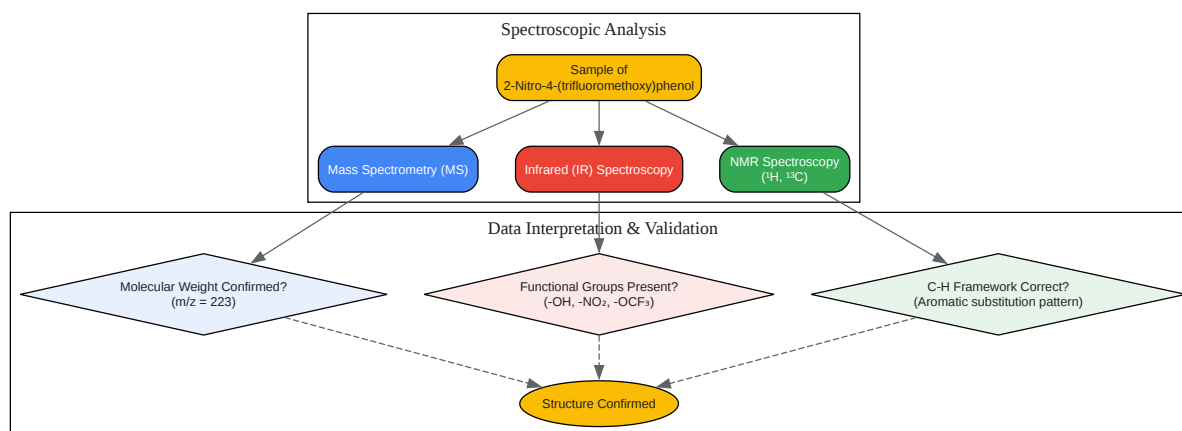 Spectroscopic Analysis
Sample of
2-Nitro-4-(trifluoromethoxy)phenol
Mass Spectrometry (MS)
Infrared (IR) Spectroscopy
NMR Spectroscopy
(¹H, ¹³C)
Data Interpretation & Validation
Molecular Weight Confirmed?
(m/z = 223)
Functional Groups Present?
(-OH, -NO₂, -OCF₃)
C-H Framework Correct?
(Aromatic substitution pattern)
Structure Confirmed